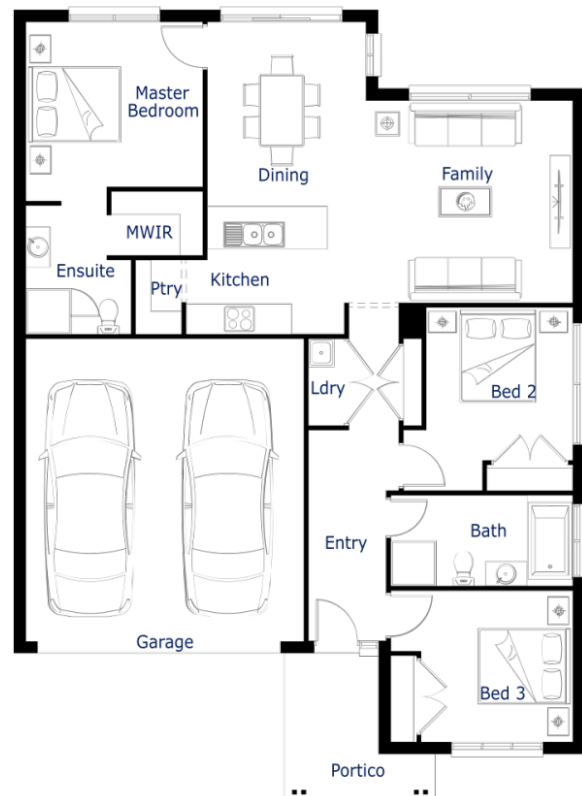 Master
Bedroom
Dining
Family
MWIR
Ensuite
Ptry
Kitchen
Ldry
Bed 2
Entry
Bath
Garage
Bed 3
Portico